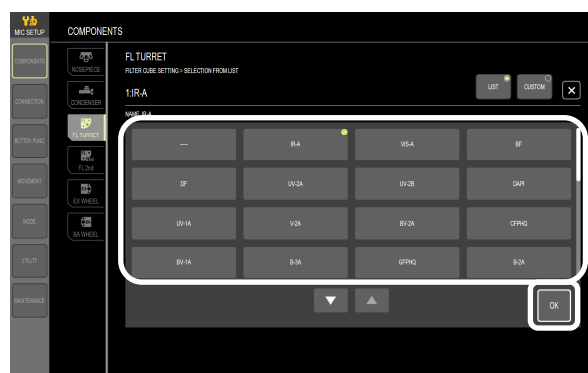 MIC SETUP
COMPONENTS
COMPONENTS
CONNECTION
BUTTON FUNC
MOVEMENT
MODE
UTILITY
MAINTENANCE
NOSEPIECE
CONDENSER
FL TURRET
FL 2nd
EX WHEEL
BA WHEEL
FL TURRET
FILTER CUBE SETTING > SELECTION FROM LIST
1:IR-A
LIST
CUSTOM
NAME IR-A
---
IR-A
VIS-A
BF
DF
UV-2A
UV-2B
DAPI
UV-1A
V-2A
BV-2A
CFPHQ
BV-1A
B-3A
GFPHQ
B-2A
OK